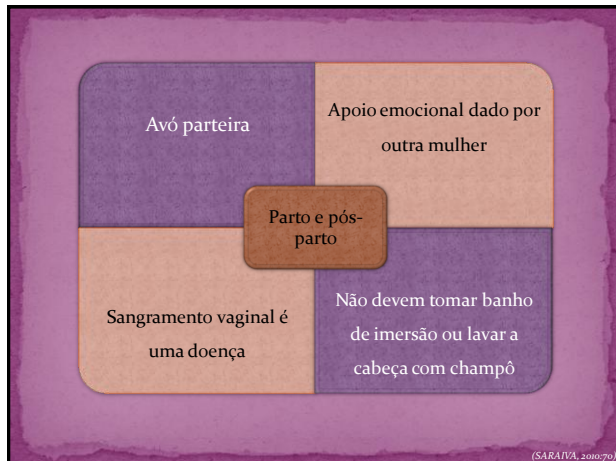 Avó parteira
Apoio emocional dado por
outra mulher
Parto e pós-
parto
Sangramento vaginal é
uma doença
Não devem tomar banho
de imersão ou lavar a
cabeça com champô
(SARAIVA, 2010:70)